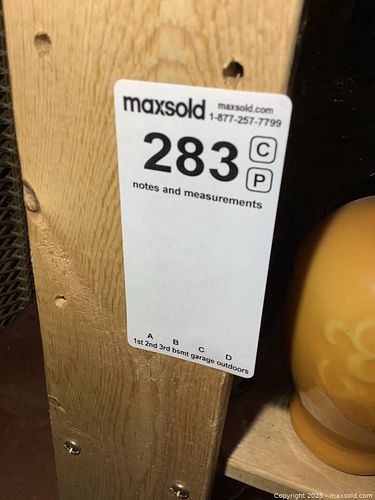 maxsold maxsold.com
1-877-257-7799
283 C
P
notes and measurements
A B C D
1st 2nd 3rd bsmt garage outdoors
Copyright 2025 - maxsold.com